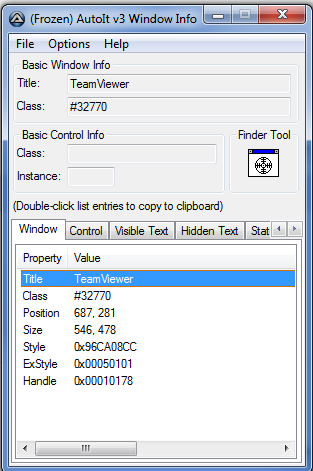 (Frozen) AutoIt v3 Window Info
File Options Help
Basic Window Info
Title: TeamViewer
Class: #32770
Basic Control Info
Finder Tool
Class:
Instance:
(Double-click list entries to copy to clipboard)
Window Control Visible Text Hidden Text Stat
Property Value
Title TeamViewer
Class #32770
Position 687, 281
Size 546, 478
Style 0x96CA08CC
ExStyle 0x00050101
Handle 0x00010178